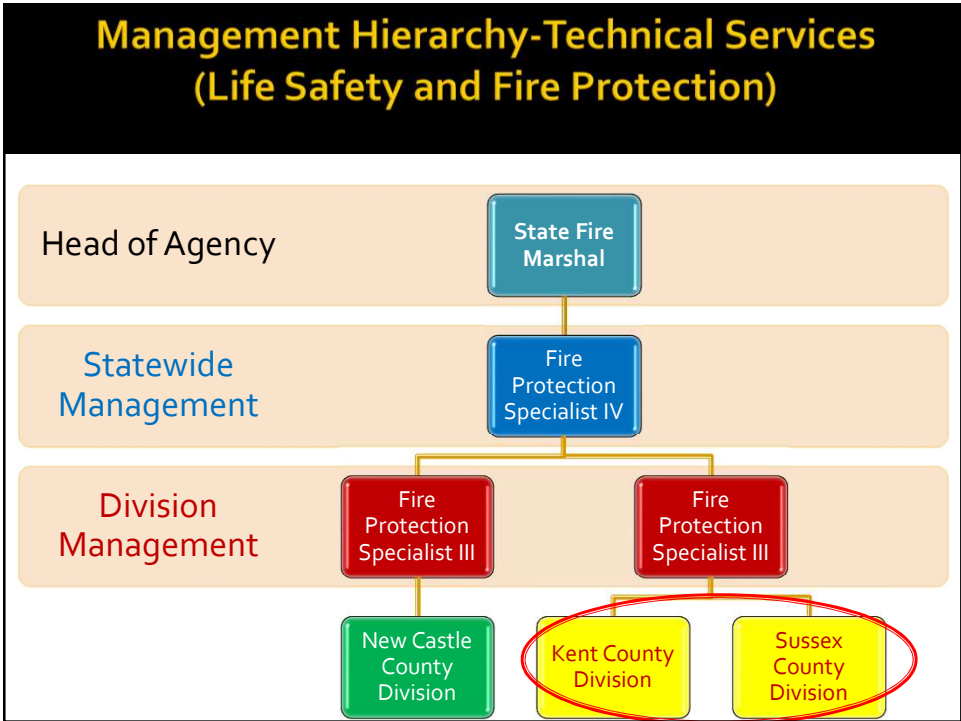 Management Hierarchy-Technical Services
(Life Safety and Fire Protection)
Head of Agency
State Fire
Marshal
Statewide
Management
Fire
Protection
Specialist IV
Division
Management
Fire
Protection
Specialist III
Fire
Protection
Specialist III
New Castle
County
Division
Kent County
Division
Sussex
County
Division